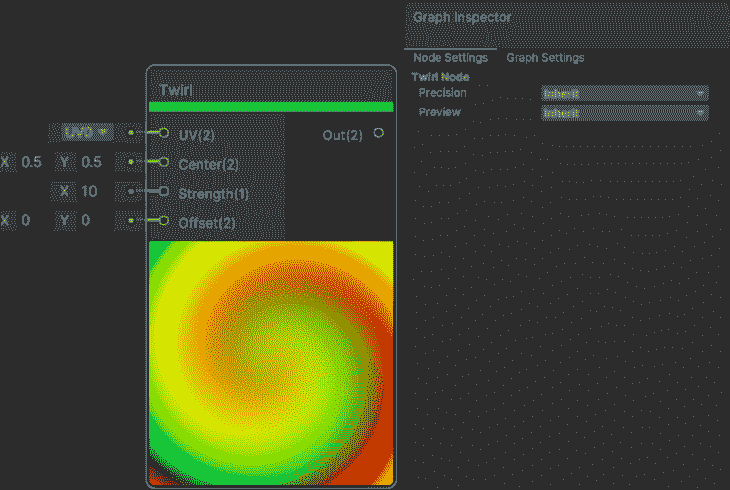 Graph Inspector
Node Settings Graph Settings
Twirl Node
Precision Inherit
Preview Inherit
Twirl
UV0 UV(2) Out(2)
X 0.5 Y 0.5 Center(2)
X 10 Strength(1)
X 0 Y 0 Offset(2)